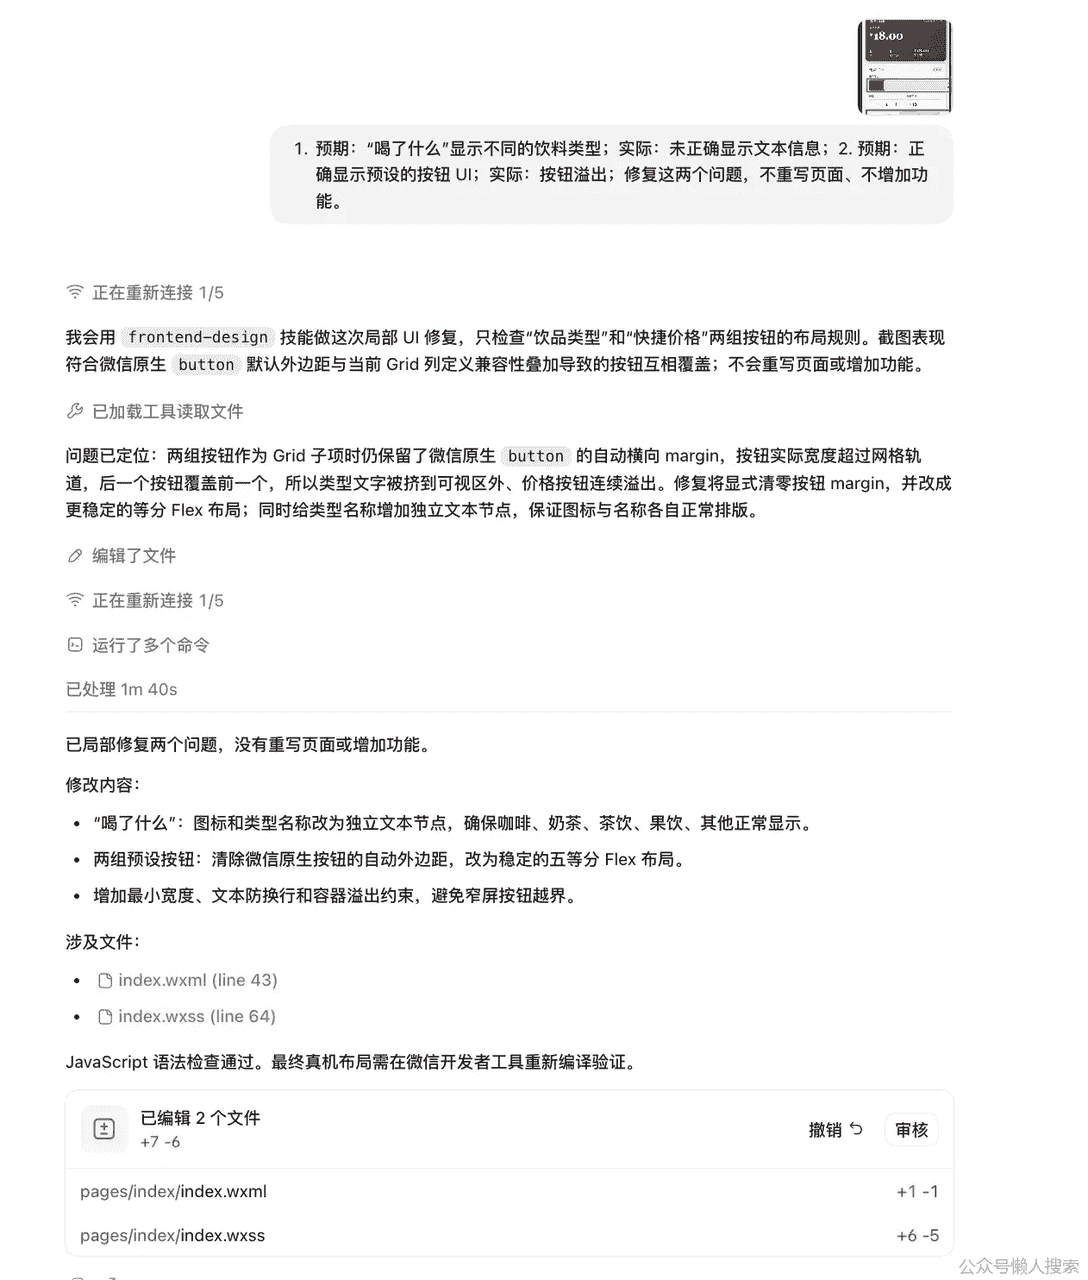 18.00
1. 预期：“喝了什么”显示不同的饮料类型；实际：未正确显示文本信息；2. 预期：正
确显示预设的按钮 UI；实际：按钮溢出；修复这两个问题，不重写页面、不增加功
能。
正在重新连接 1/5
我会用 frontend-design 技能做这次局部 UI 修复，只检查“饮品类型”和“快捷价格”两组按钮的布局规则。截图表现
符合微信原生 button 默认外边距与当前 Grid 列定义兼容性叠加导致的按钮互相覆盖；不会重写页面或增加功能。
已加载工具读取文件
问题已定位：两组按钮作为 Grid 子项时仍保留了微信原生 button 的自动横向 margin，按钮实际宽度超过网格轨
道，后一个按钮覆盖前一个，所以类型文字被挤到可视区外、价格按钮连续溢出。修复将显式清零按钮 margin，并改成
更稳定的等分 Flex 布局；同时给类型名称增加独立文本节点，保证图标与名称各自正常排版。
编辑了文件
正在重新连接 1/5
运行了多个命令
已处理 1m 40s
已局部修复两个问题，没有重写页面或增加功能。
修改内容：
• “喝了什么”：图标和类型名称改为独立文本节点，确保咖啡、奶茶、茶饮、果饮、其他正常显示。
• 两组预设按钮：清除微信原生按钮的自动外边距，改为稳定的五等分 Flex 布局。
• 增加最小宽度、文本防换行和容器溢出约束，避免窄屏按钮越界。
涉及文件：
• index.wxml (line 43)
• index.wxss (line 64)
JavaScript 语法检查通过。最终真机布局需在微信开发者工具重新编译验证。
已编辑 2 个文件
+7 -6
撤销 审核
pages/index/index.wxml +1 -1
pages/index/index.wxss +6 -5
公众号懒人搜索